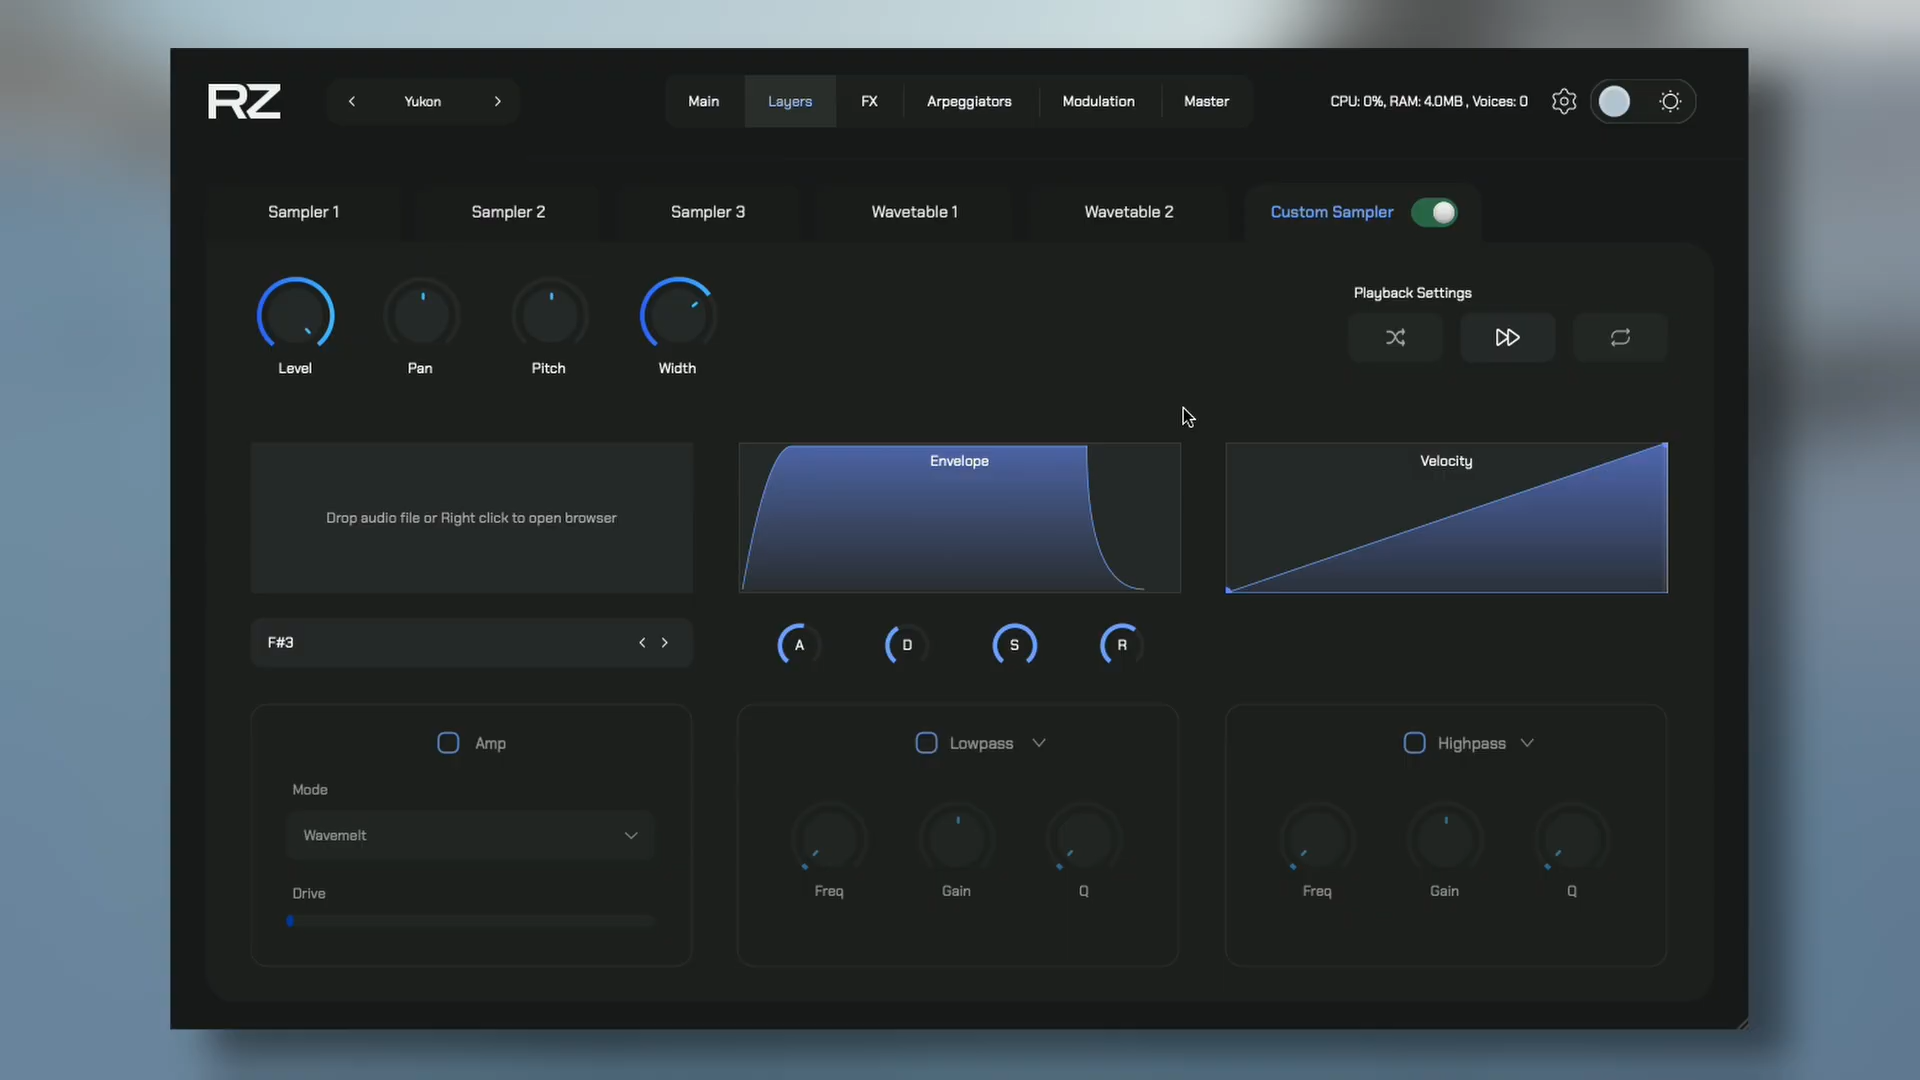 RZ
Yukon
Main
Layers
FX
Arpeggiators
Modulation
Master
CPU: 0%, RAM: 4.0MB , Voices: 0
Sampler 1
Sampler 2
Sampler 3
Wavetable 1
Wavetable 2
Custom Sampler
Level
Pan
Pitch
Width
Playback Settings
Drop audio file or Right click to open browser
Envelope
Velocity
F#3
A
D
S
R
Amp
Mode
Wavemelt
Drive
Lowpass
Freq
Gain
Q
Highpass
Freq
Gain
Q